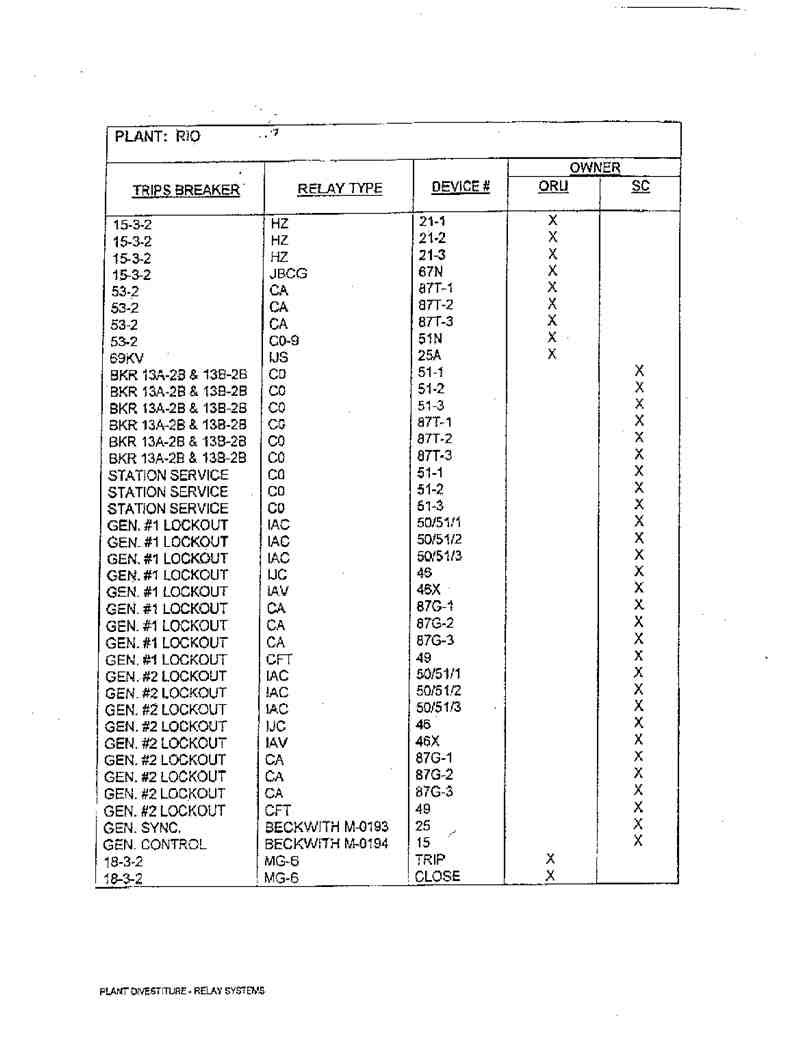 PLANT: RIO
OWNER
TRIPS BREAKER RELAY TYPE DEVICE # ORU SC
15-3-2 HZ 21-1 X
15-3-2 HZ 21-2 X
15-3-2 HZ 21-3 X
15-3-2 JBCG 67N X
53-2 CA 87T-1 X
53-2 CA 87T-2 X
53-2 CA 87T-3 X
53-2 C0-9 51N X
69KV IJS 25A X
BKR 13A-2B & 13B-2B C0 51-1 X
BKR 13A-2B & 13B-2B C0 51-2 X
BKR 13A-2B & 13B-2B C0 51-3 X
BKR 13A-2B & 13B-2B C0 87T-1 X
BKR 13A-2B & 13B-2B C0 87T-2 X
BKR 13A-2B & 13B-2B C0 87T-3 X
STATION SERVICE C0 51-1 X
STATION SERVICE C0 51-2 X
STATION SERVICE C0 51-3 X
GEN. #1 LOCKOUT IAC 50/51/1 X
GEN. #1 LOCKOUT IAC 50/51/2 X
GEN. #1 LOCKOUT IAC 50/51/3 X
GEN. #1 LOCKOUT IJC 46 X
GEN. #1 LOCKOUT IAV 46X X
GEN. #1 LOCKOUT CA 87G-1 X
GEN. #1 LOCKOUT CA 87G-2 X
GEN. #1 LOCKOUT CA 87G-3 X
GEN. #1 LOCKOUT CFT 49 X
GEN. #2 LOCKOUT IAC 50/51/1 X
GEN. #2 LOCKOUT IAC 50/51/2 X
GEN. #2 LOCKOUT IAC 50/51/3 X
GEN. #2 LOCKOUT IJC 46 X
GEN. #2 LOCKOUT IAV 46X X
GEN. #2 LOCKOUT CA 87G-1 X
GEN. #2 LOCKOUT CA 87G-2 X
GEN. #2 LOCKOUT CA 87G-3 X
GEN. #2 LOCKOUT CFT 49 X
GEN. SYNC. BECKWITH M-0193 25 X
GEN. CONTROL BECKWITH M-0194 15 X
18-3-2 MG-6 TRIP X
18-3-2 MG-6 CLOSE X
PLANT DIVESTITURE - RELAY SYSTEMS